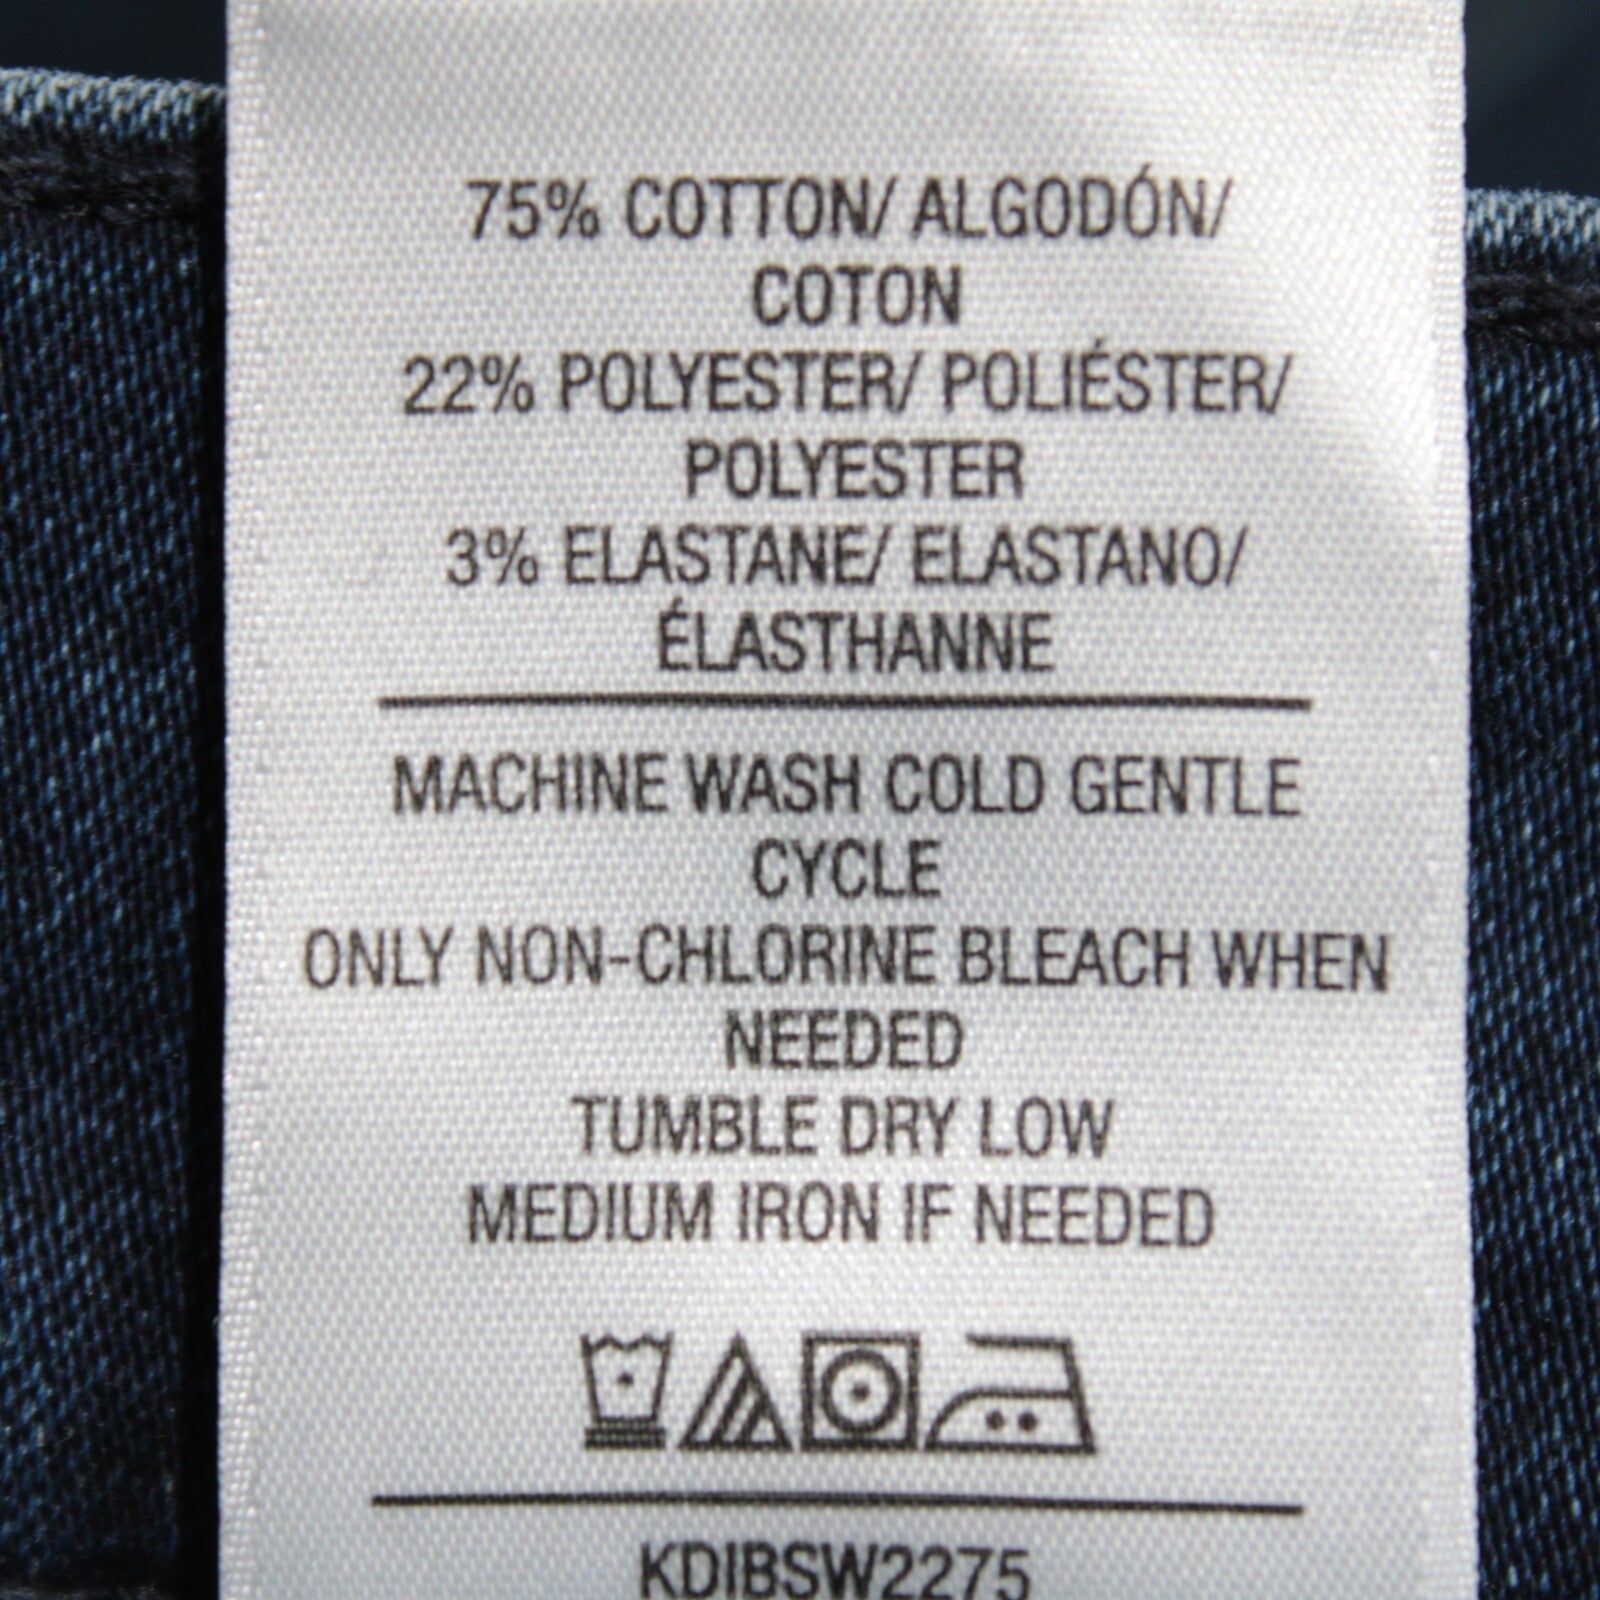 75% COTTON/ ALGODÓN/
COTON
22% POLYESTER/ POLIÉSTER/
POLYESTER
3% ELASTANE/ ELASTANO/
ÉLASTHANNE
MACHINE WASH COLD GENTLE
CYCLE
ONLY NON-CHLORINE BLEACH WHEN
NEEDED
TUMBLE DRY LOW
MEDIUM IRON IF NEEDED
KDIBSW2275